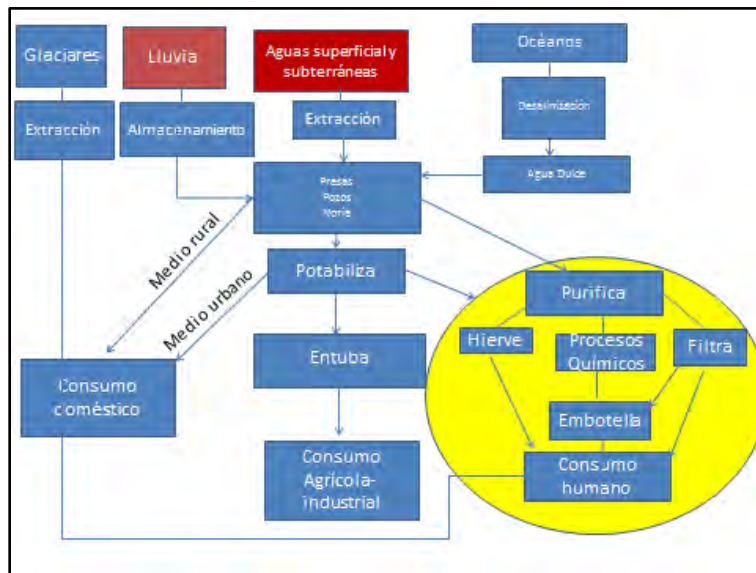 Glaciares
Lluvia
Aguas superficial y
subterráneas
Océanos
Extracción
Almacenamiento
Extracción
Desalinización
Agua Dulce
Presas
Pozos
Noria
Medio rural
Medio urbano
Potabiliza
Purifica
Hierve
Procesos
Químicos
Filtra
Entuba
Consumo
doméstico
Embotella
Consumo
Agrícola-
industrial
Consumo
humano